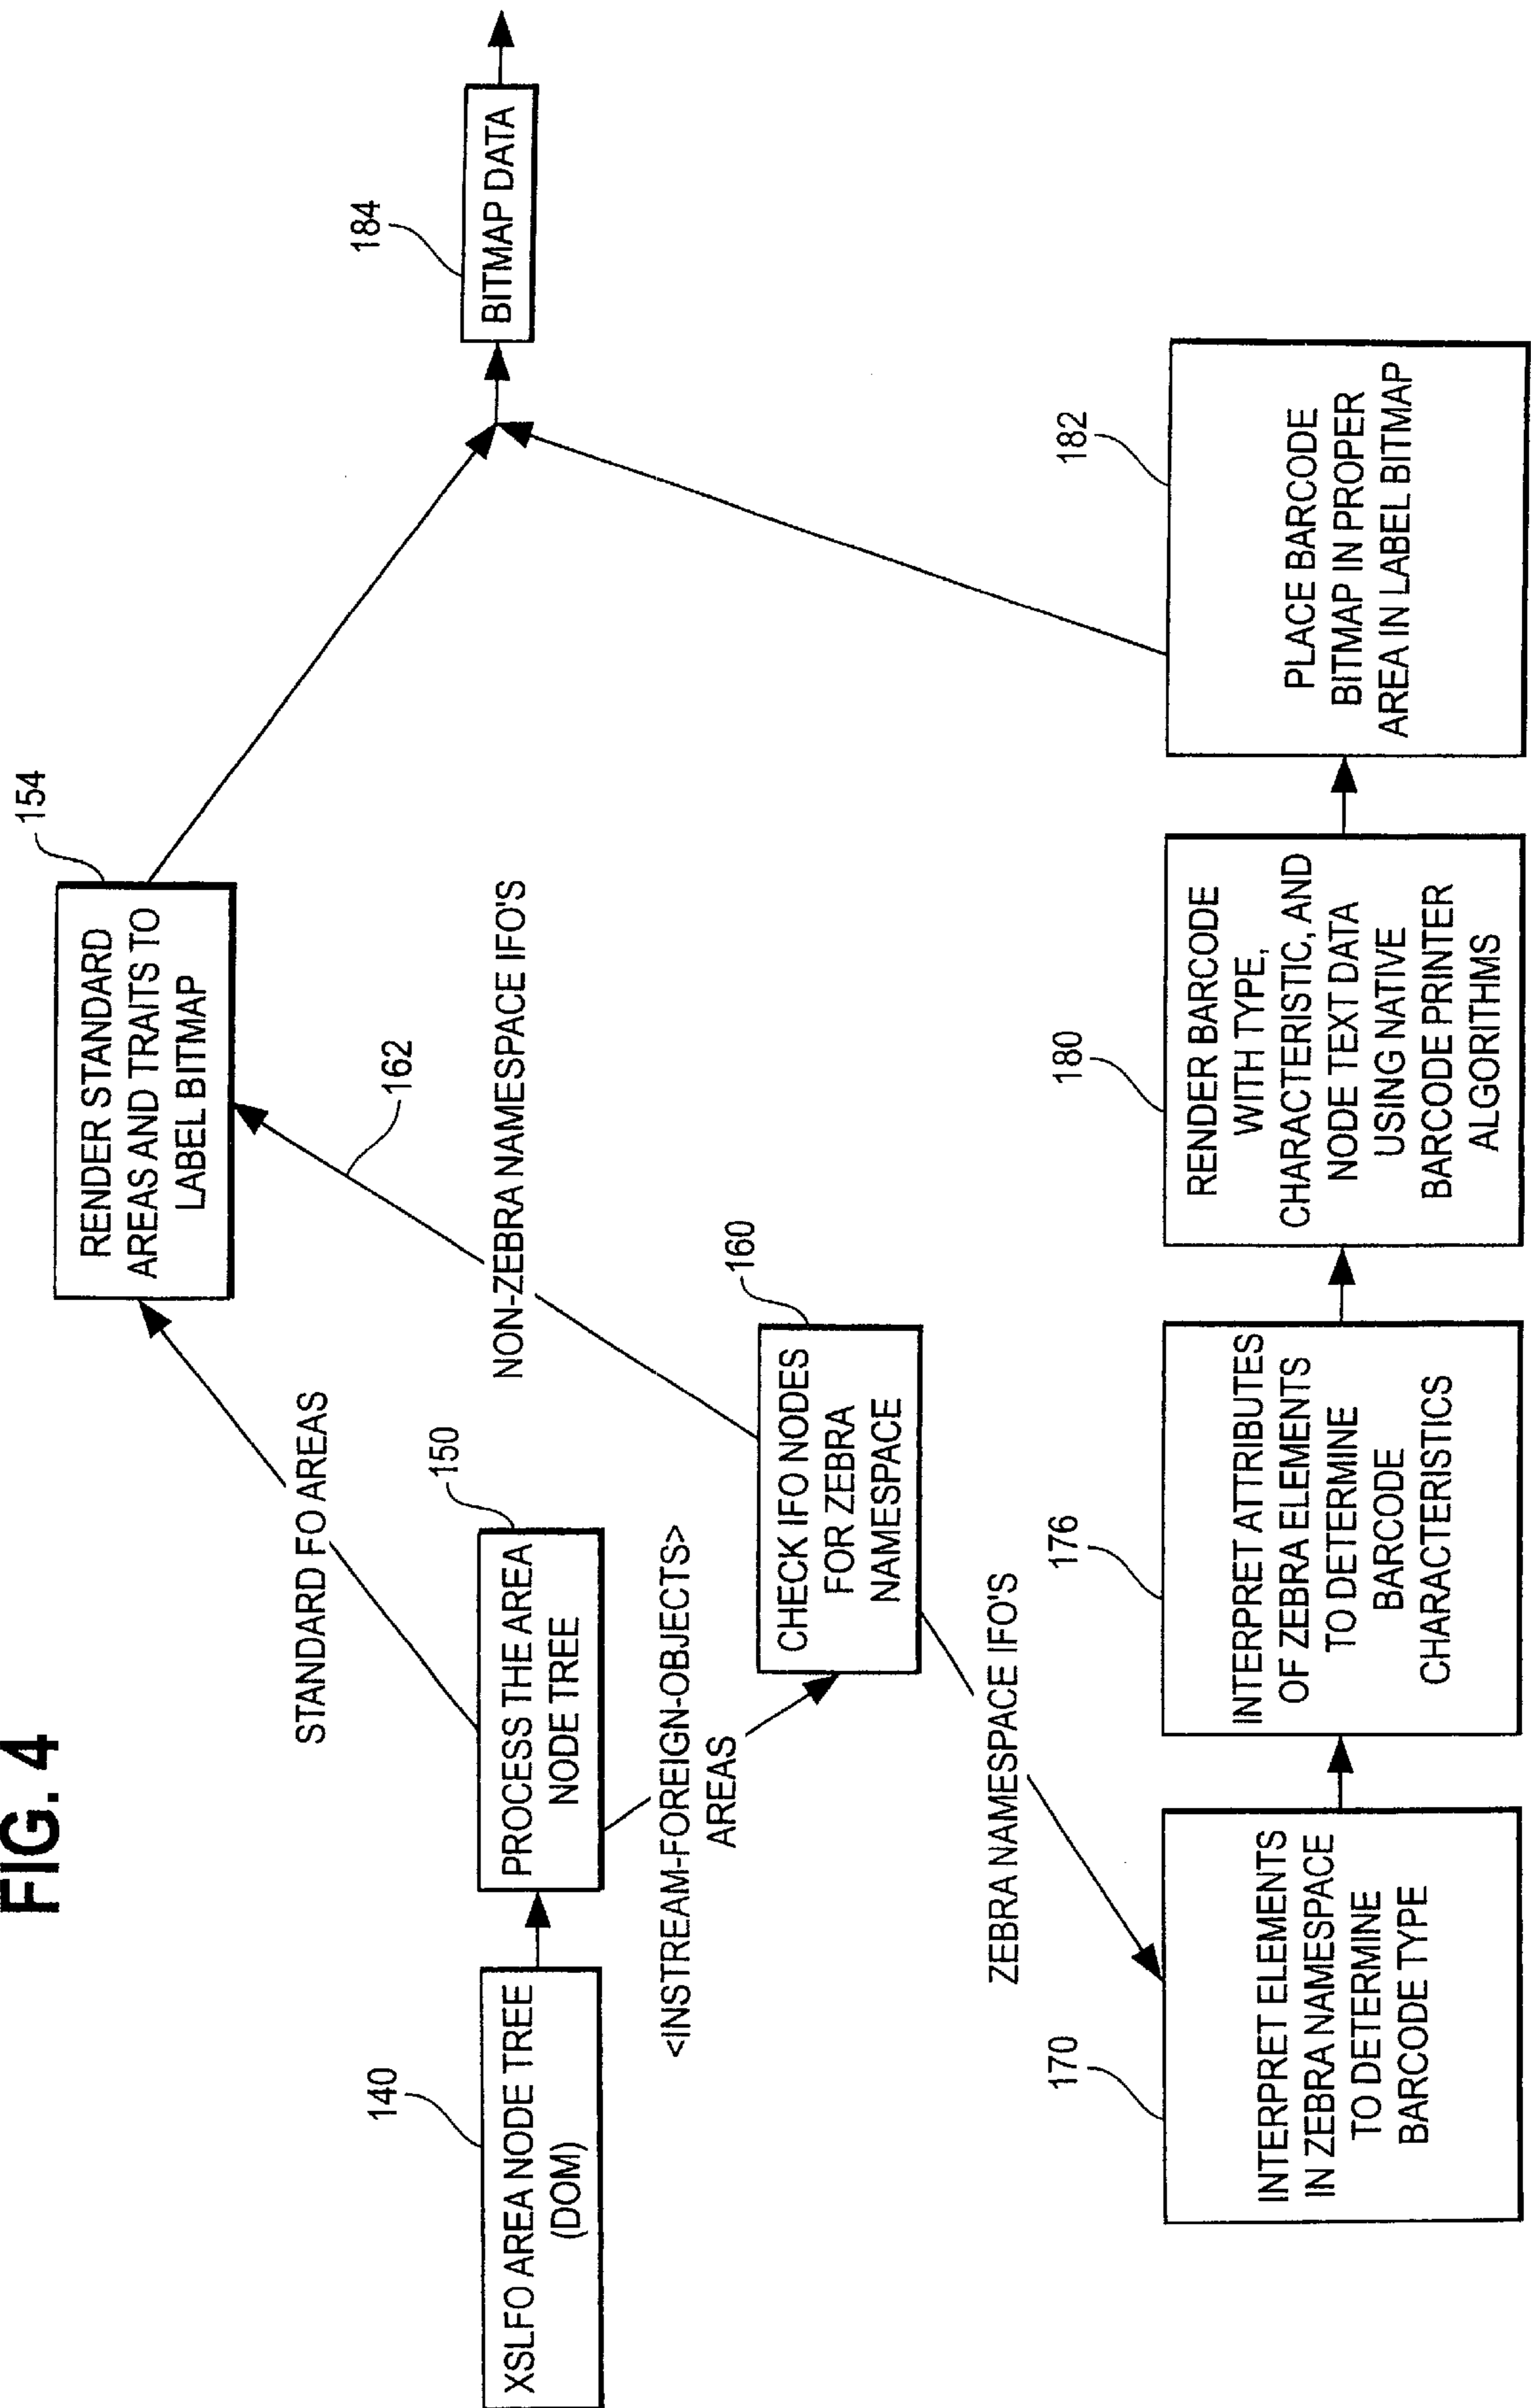 FIG. 4
140
XSLFO AREA NODE TREE
(DOM)
150
PROCESS THE AREA
NODE TREE
STANDARD FO AREAS
<INSTREAM-FOREIGN-OBJECTS>
AREAS
154
RENDER STANDARD
AREAS AND TRAITS TO
LABEL BITMAP
160
CHECK IFO NODES
FOR ZEBRA
NAMESPACE
162
NON-ZEBRA NAMESPACE IFO'S
ZEBRA NAMESPACE IFO'S
170
INTERPRET ELEMENTS
IN ZEBRA NAMESPACE
TO DETERMINE
BARCODE TYPE
176
INTERPRET ATTRIBUTES
OF ZEBRA ELEMENTS
TO DETERMINE
BARCODE
CHARACTERISTICS
180
RENDER BARCODE
WITH TYPE,
CHARACTERISTIC, AND
NODE TEXT DATA
USING NATIVE
BARCODE PRINTER
ALGORITHMS
182
PLACE BARCODE
BITMAP IN PROPER
AREA IN LABEL BITMAP
184
BITMAP DATA